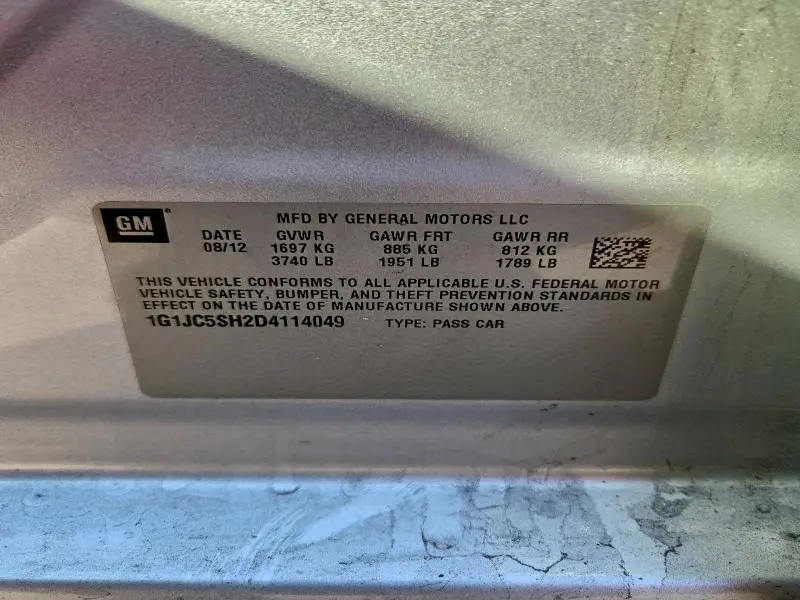 GM
MFD BY GENERAL MOTORS LLC
DATE GVWR GAWR FRT GAWR RR
08/12 1697 KG 885 KG 812 KG
3740 LB 1951 LB 1789 LB
THIS VEHICLE CONFORMS TO ALL APPLICABLE U.S. FEDERAL MOTOR
VEHICLE SAFETY, BUMPER, AND THEFT PREVENTION STANDARDS IN
EFFECT ON THE DATE OF MANUFACTURE SHOWN ABOVE.
1G1JC5SH2D4114049 TYPE: PASS CAR